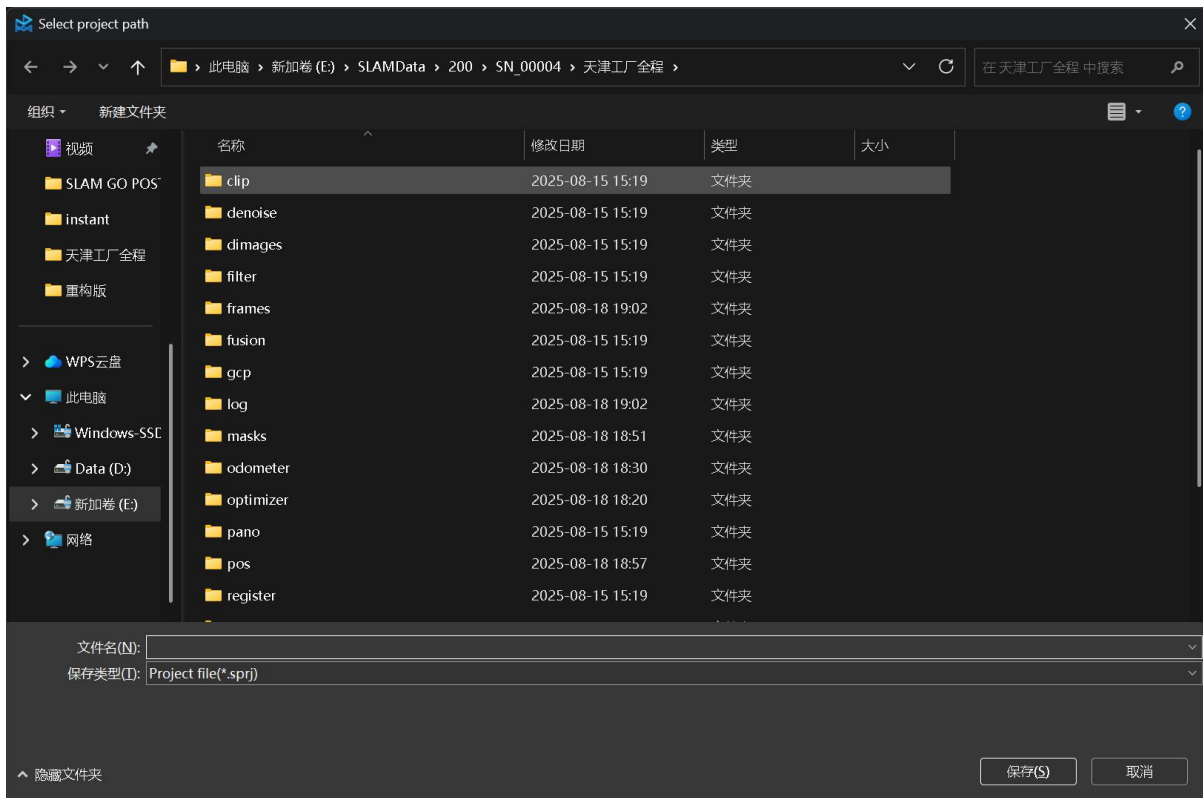 Select project path
此电脑 › 新加卷 (E:) › SLAMData › 200 › SN_00004 › 天津工厂全程 ›
在 天津工厂全程 中搜索
组织 新建文件夹
视频
SLAM GO POST
instant
天津工厂全程
重构版
WPS云盘
此电脑
Windows-SSD
Data (D:)
新加卷 (E:)
网络
名称 修改日期 类型 大小
clip 2025-08-15 15:19 文件夹
denoise 2025-08-15 15:19 文件夹
dimages 2025-08-15 15:19 文件夹
filter 2025-08-15 15:19 文件夹
frames 2025-08-18 19:02 文件夹
fusion 2025-08-15 15:19 文件夹
gcp 2025-08-15 15:19 文件夹
log 2025-08-18 19:02 文件夹
masks 2025-08-18 18:51 文件夹
odometer 2025-08-18 18:30 文件夹
optimizer 2025-08-18 18:20 文件夹
pano 2025-08-15 15:19 文件夹
pos 2025-08-18 18:57 文件夹
register 2025-08-15 15:19 文件夹
文件名(N):
保存类型(T): Project file(*.sprj)
隐藏文件夹
保存(S) 取消